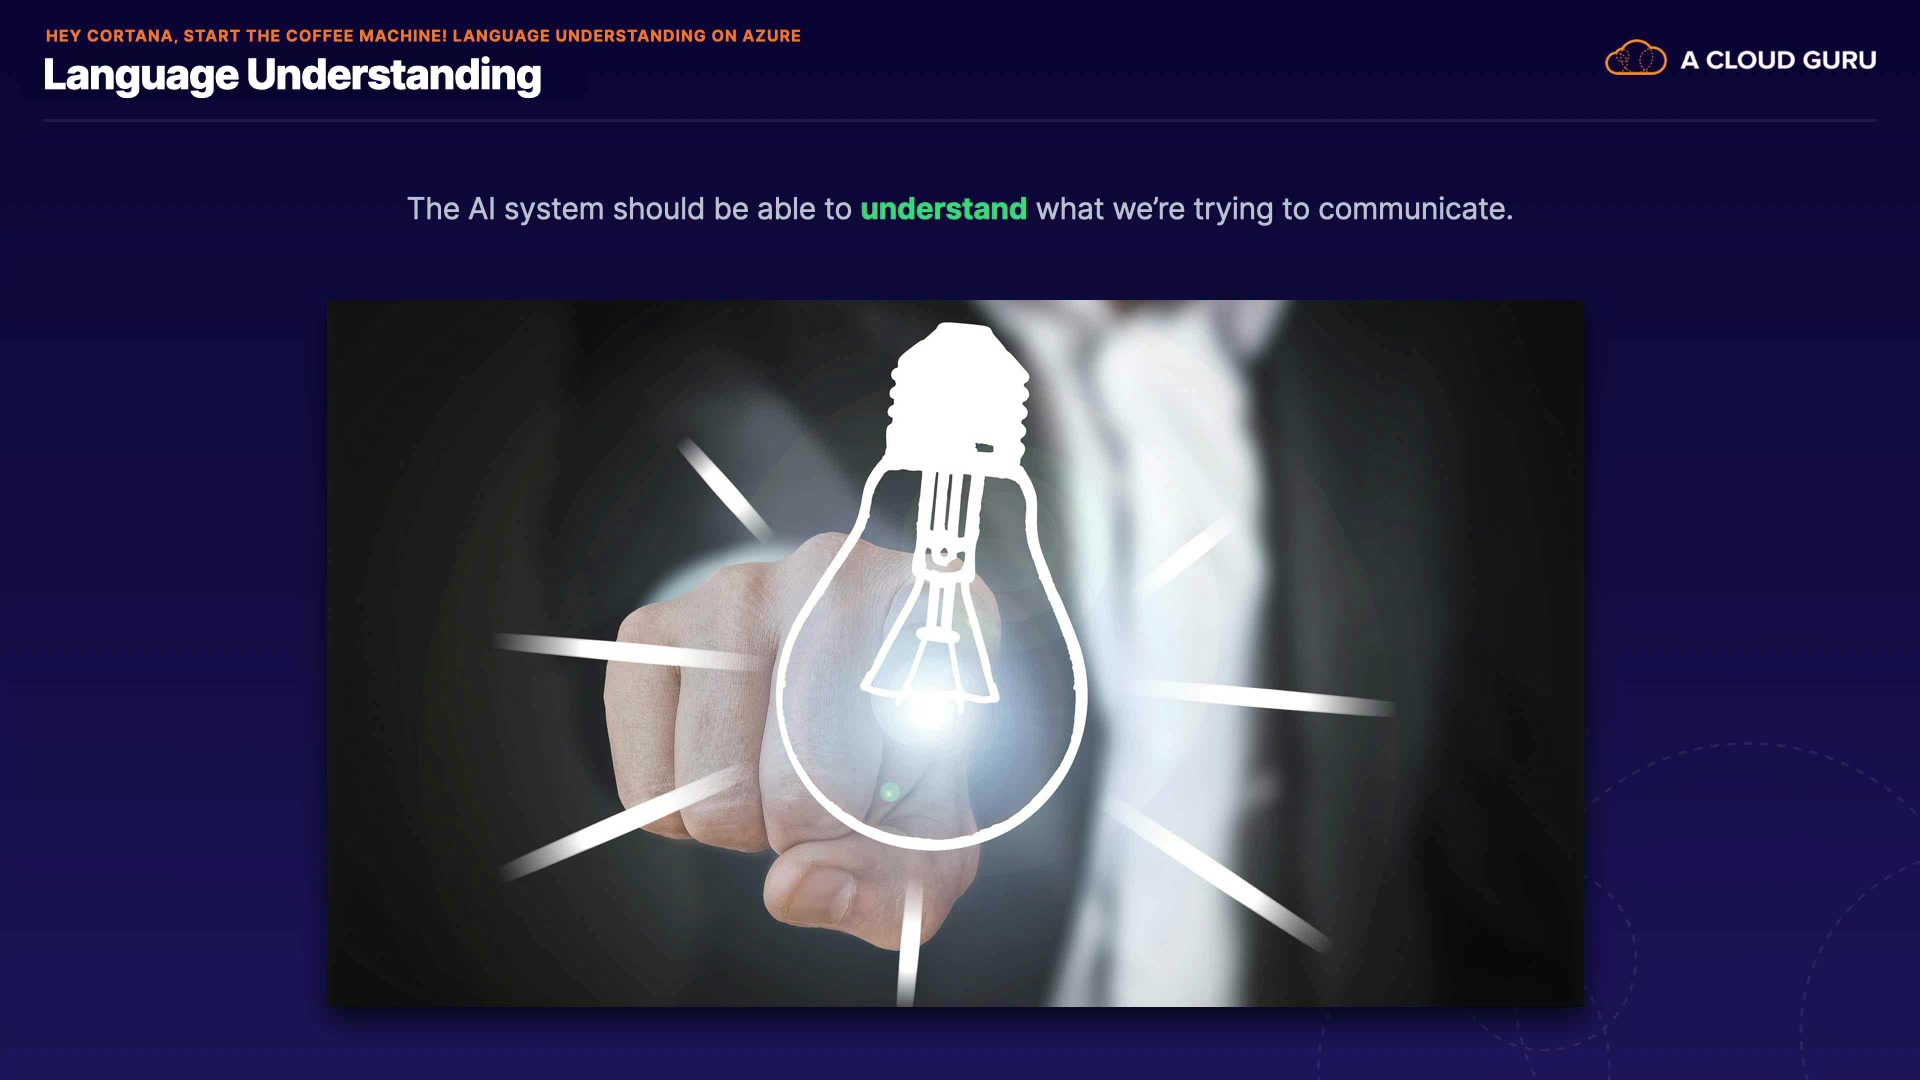 HEY CORTANA, START THE COFFEE MACHINE! LANGUAGE UNDERSTANDING ON AZURE
Language Understanding
A CLOUD GURU
The AI system should be able to understand what we’re trying to communicate.